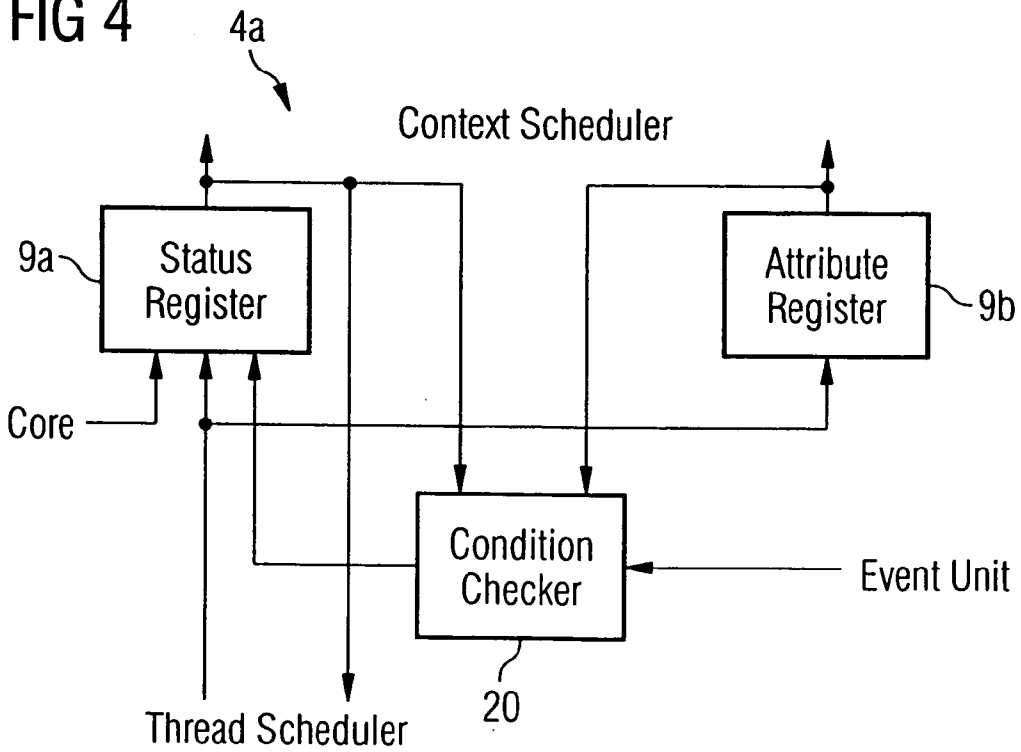 FIG 4
4a
Context Scheduler
9a
Status
Register
Attribute
Register
9b
Core
Condition
Checker
Event Unit
20
Thread Scheduler